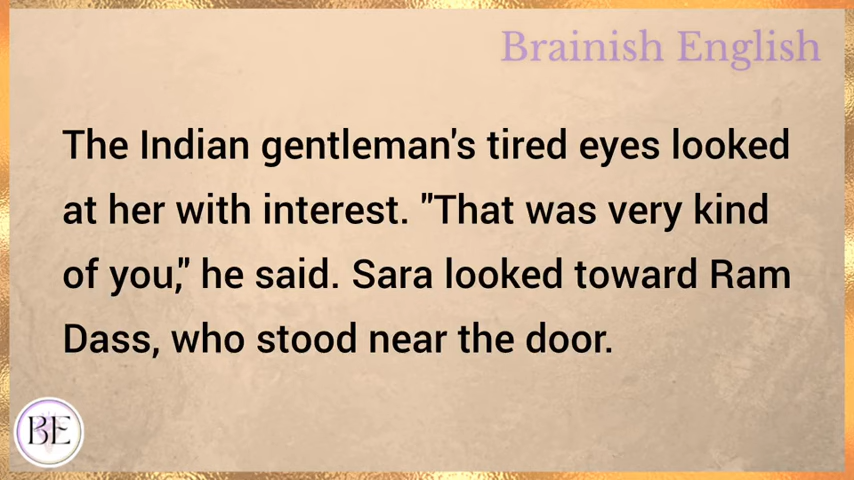 Brainish English
The Indian gentleman's tired eyes looked
at her with interest. "That was very kind
of you," he said. Sara looked toward Ram
Dass, who stood near the door.
BE